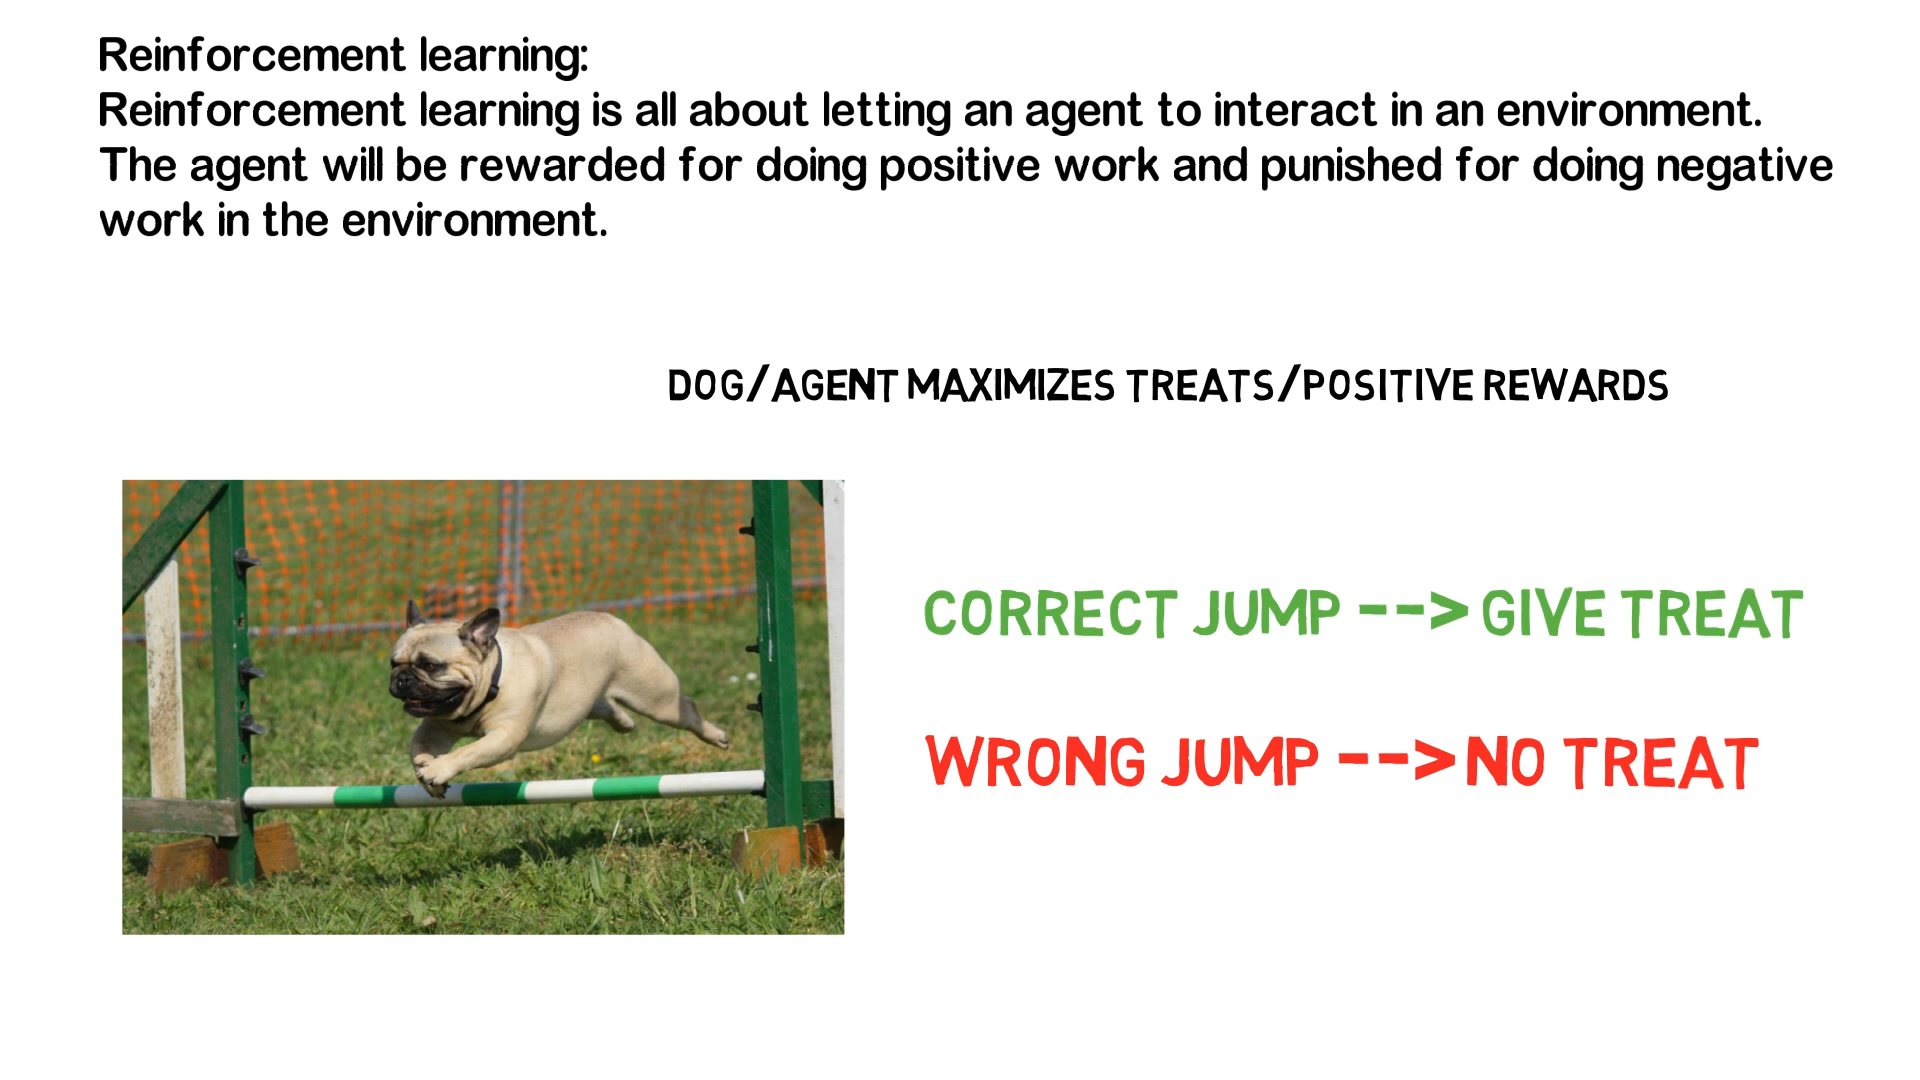 Reinforcement learning:
Reinforcement learning is all about letting an agent to interact in an environment.
The agent will be rewarded for doing positive work and punished for doing negative
work in the environment.
DOG/AGENT MAXIMIZES TREATS/POSITIVE REWARDS
CORRECT JUMP --> GIVE TREAT
WRONG JUMP --> NO TREAT